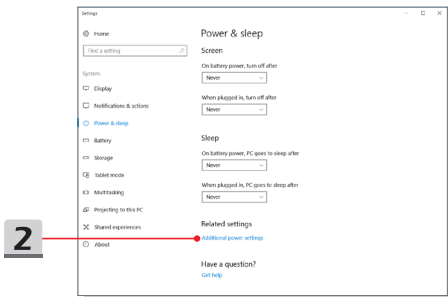 Settings
Home
Find a setting
System
Display
Notifications & actions
Power & sleep
Battery
Storage
Tablet mode
Multitasking
Projecting to this PC
Shared experiences
About
Power & sleep
Screen
On battery power, turn off after
Never
When plugged in, turn off after
Never
Sleep
On battery power, PC goes to sleep after
Never
When plugged in, PC goes to sleep after
Never
Related settings
Additional power settings
Have a question?
Get help
2